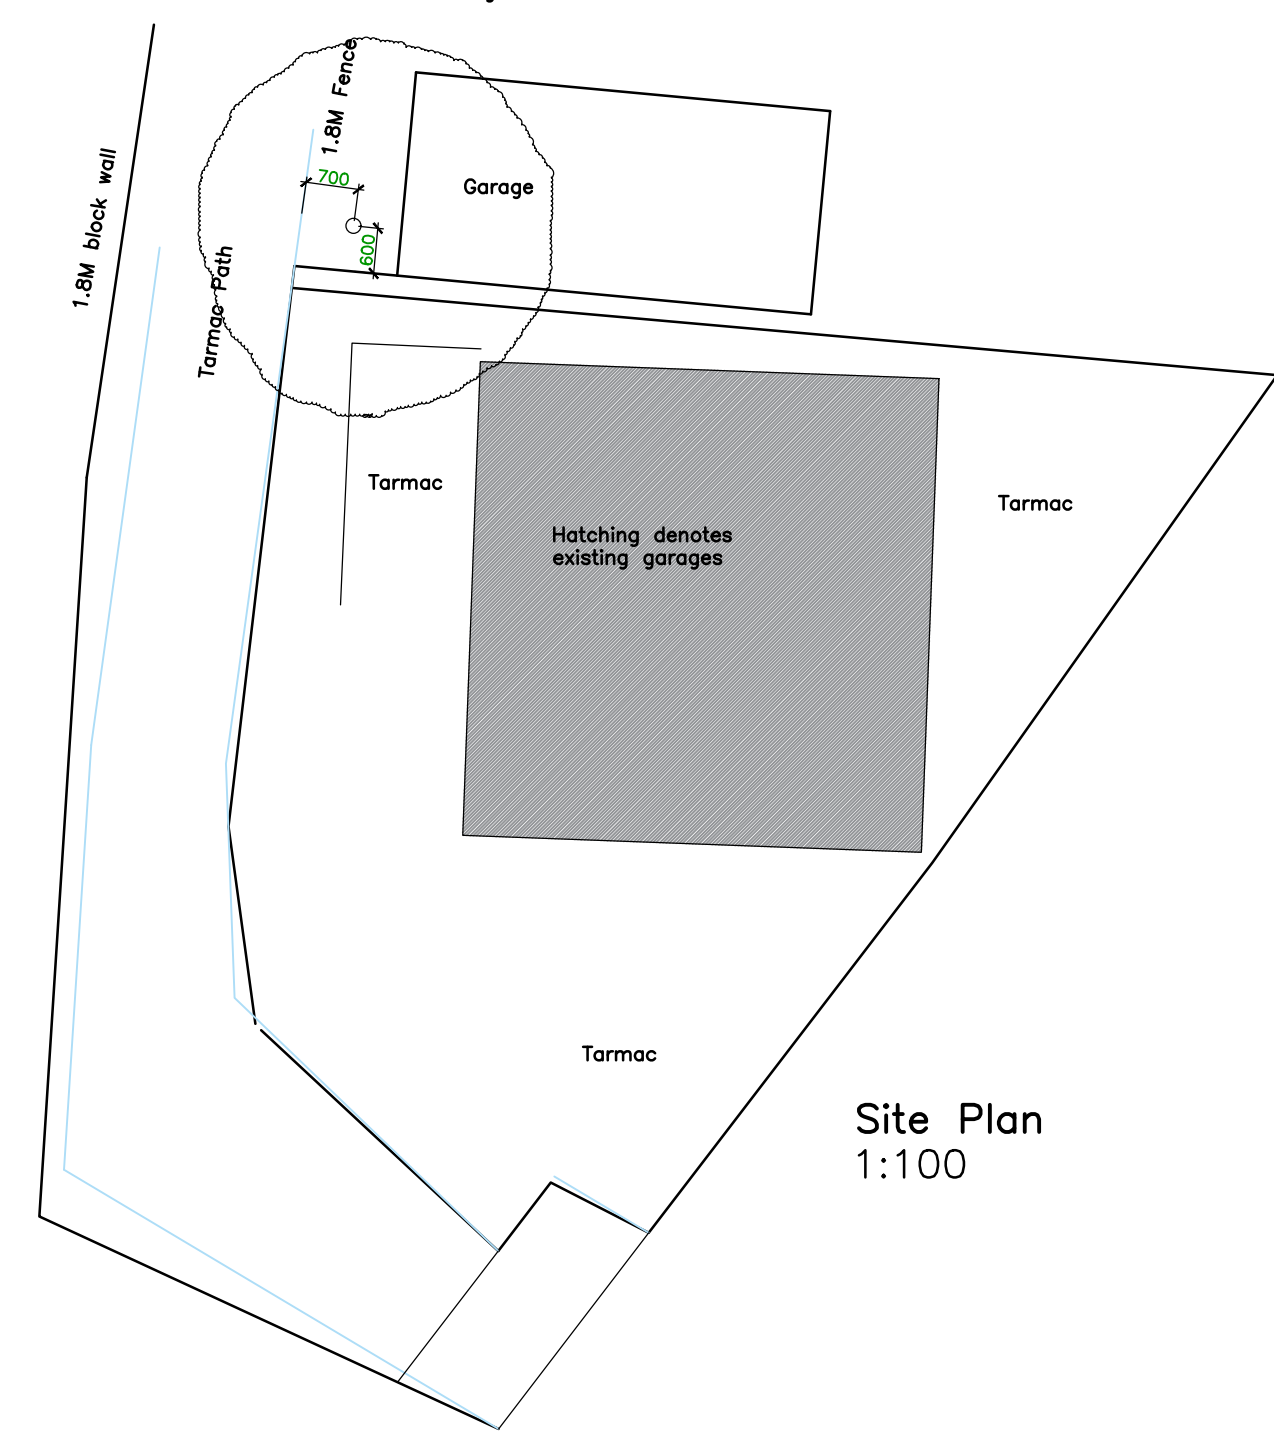 1.8M Fence
1.8M block wall
700
Garage
600
Tarmac Path
Tarmac
Tarmac
Hatching denotes
existing garages
Tarmac
Site Plan
1:100